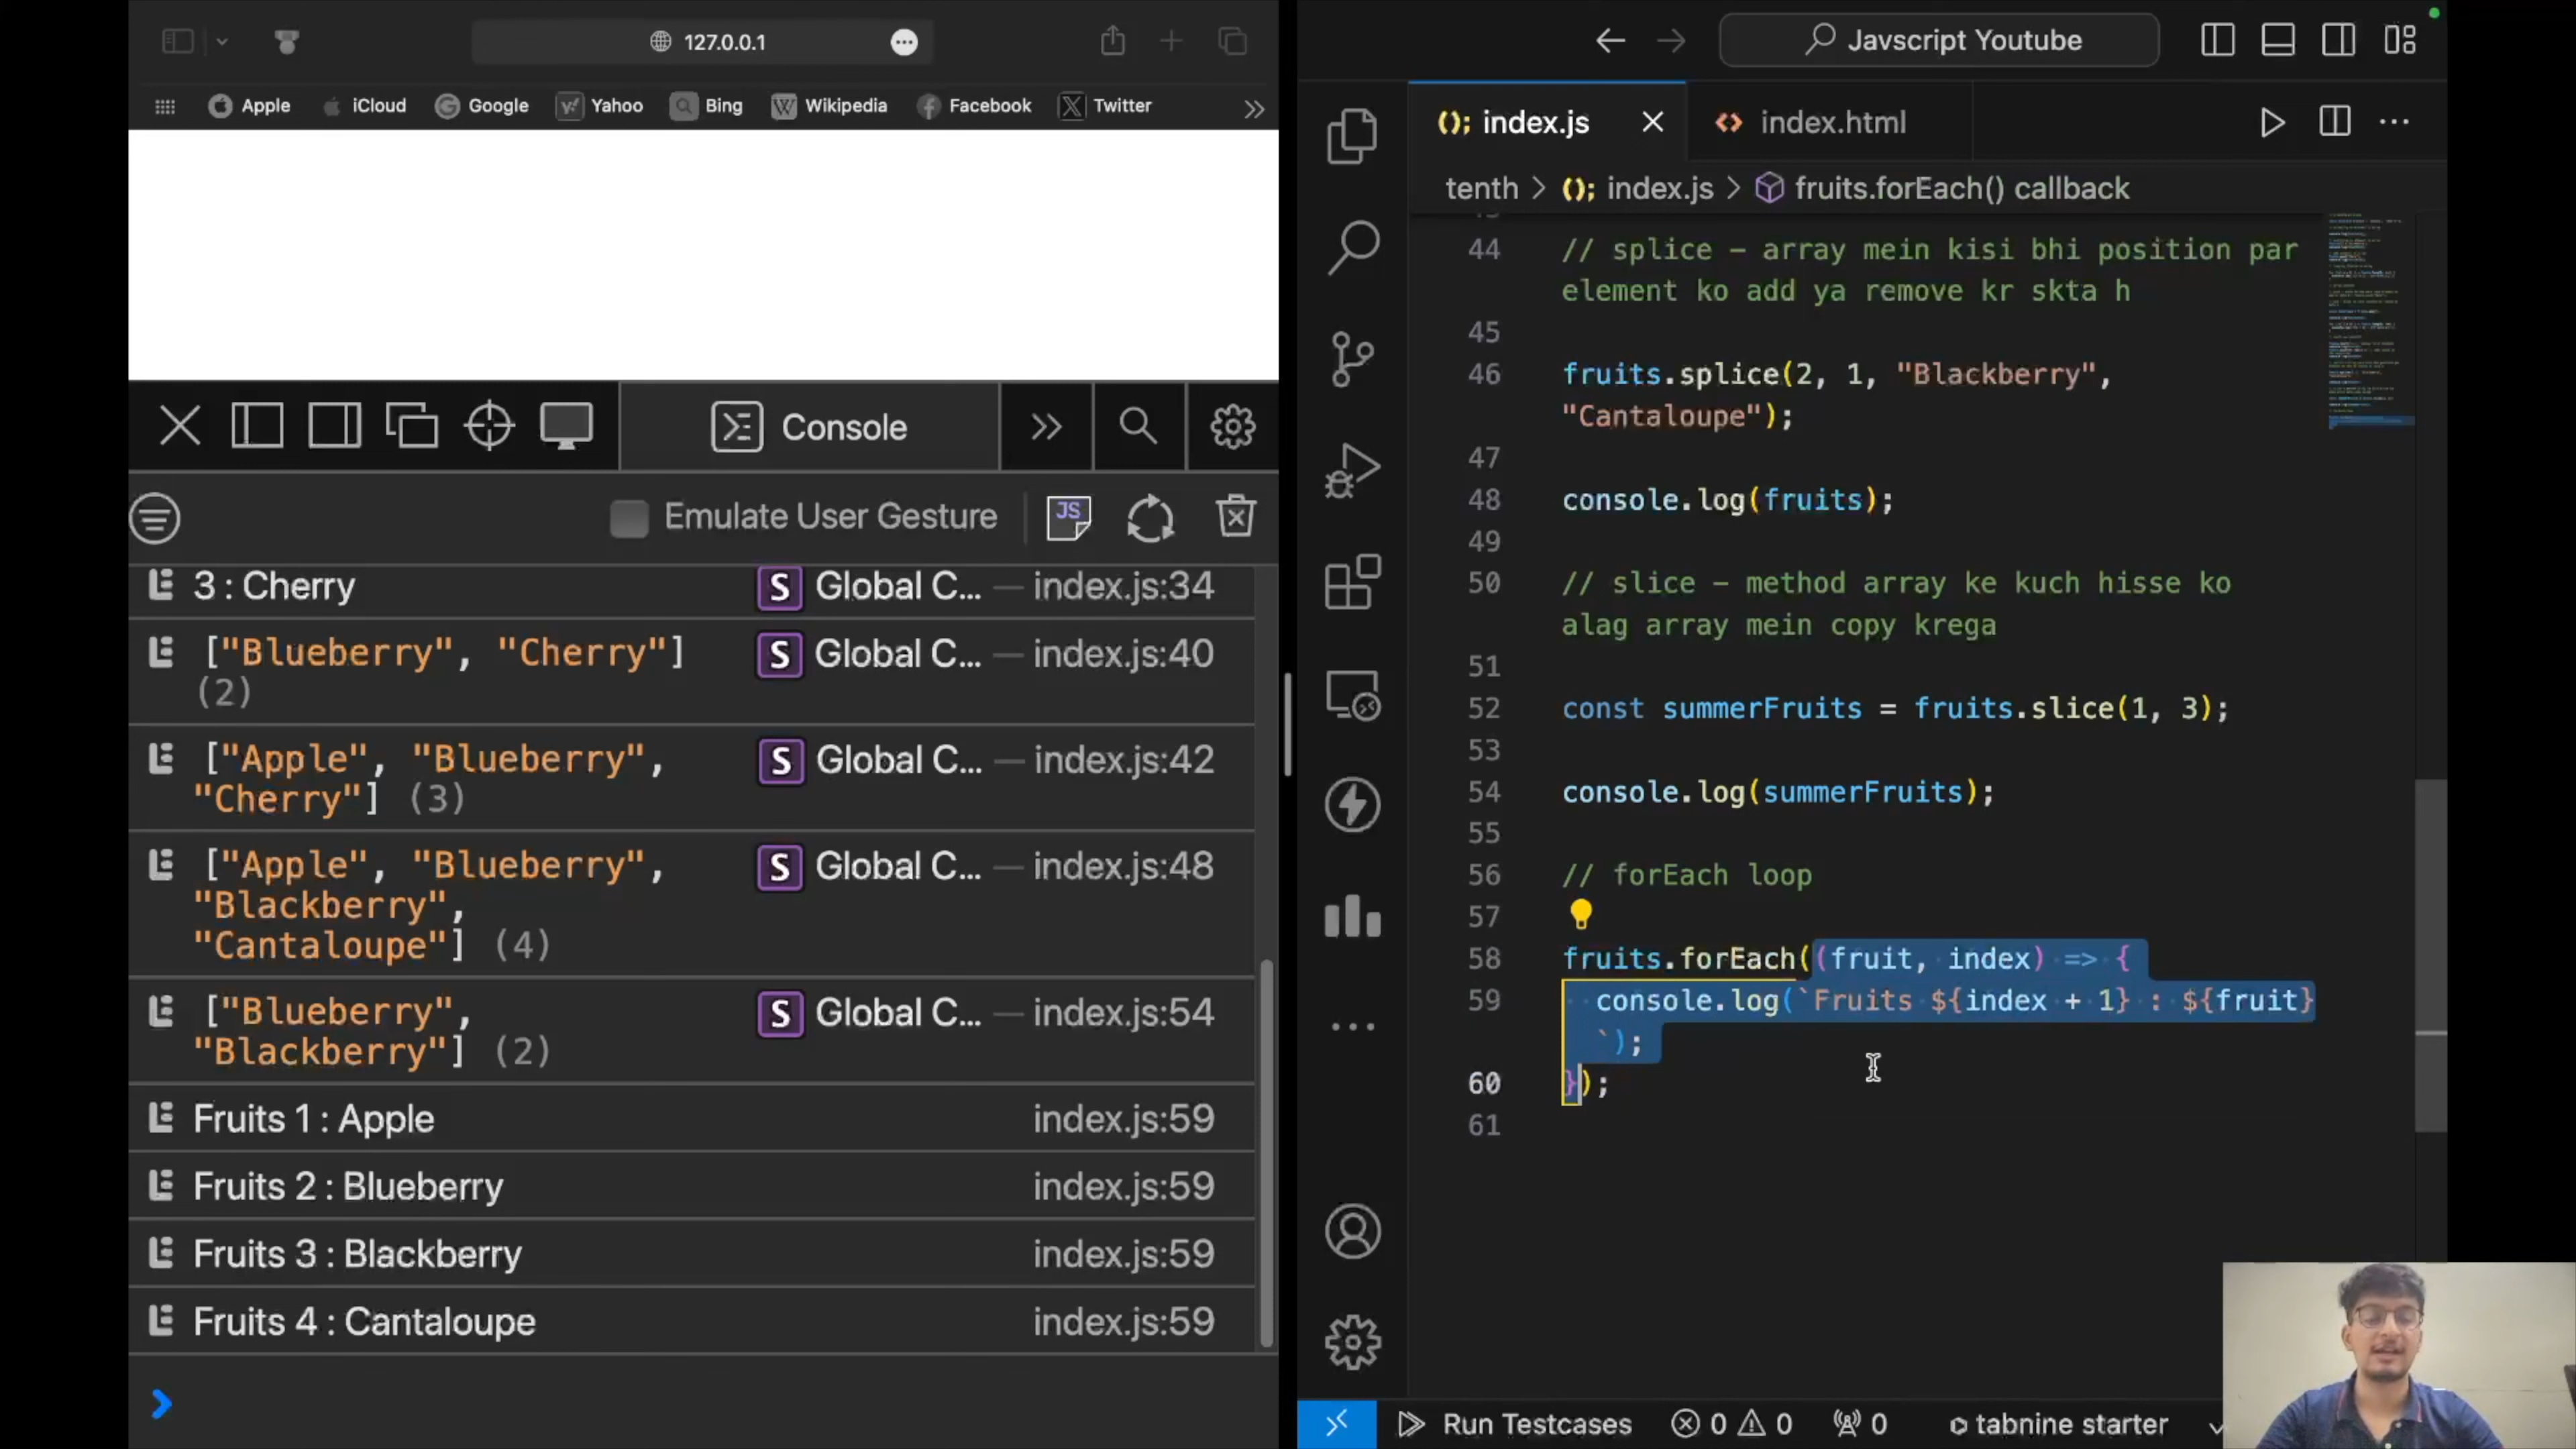 127.0.0.1
Apple iCloud Google Yahoo Bing Wikipedia Facebook Twitter
Console
Emulate User Gesture
3 : Cherry S Global C... — index.js:34
["Blueberry", "Cherry"] S Global C... — index.js:40
(2)
["Apple", "Blueberry", S Global C... — index.js:42
"Cherry"] (3)
["Apple", "Blueberry", S Global C... — index.js:48
"Blackberry",
"Cantaloupe"] (4)
["Blueberry", S Global C... — index.js:54
"Blackberry"] (2)
Fruits 1 : Apple index.js:59
Fruits 2 : Blueberry index.js:59
Fruits 3 : Blackberry index.js:59
Fruits 4 : Cantaloupe index.js:59
Javscript Youtube
index.js index.html
tenth > index.js > fruits.forEach() callback
44 // splice – array mein kisi bhi position par
element ko add ya remove kr skta h
45
46 fruits.splice(2, 1, "Blackberry",
"Cantaloupe");
47
48 console.log(fruits);
49
50 // slice – method array ke kuch hisse ko
alag array mein copy krega
51
52 const summerFruits = fruits.slice(1, 3);
53
54 console.log(summerFruits);
55
56 // forEach loop
57
58 fruits.forEach((fruit, index) => {
59 console.log(`Fruits ${index + 1} : ${fruit}
`);
60 });
61
Run Testcases 0 0 0 tabnine starter